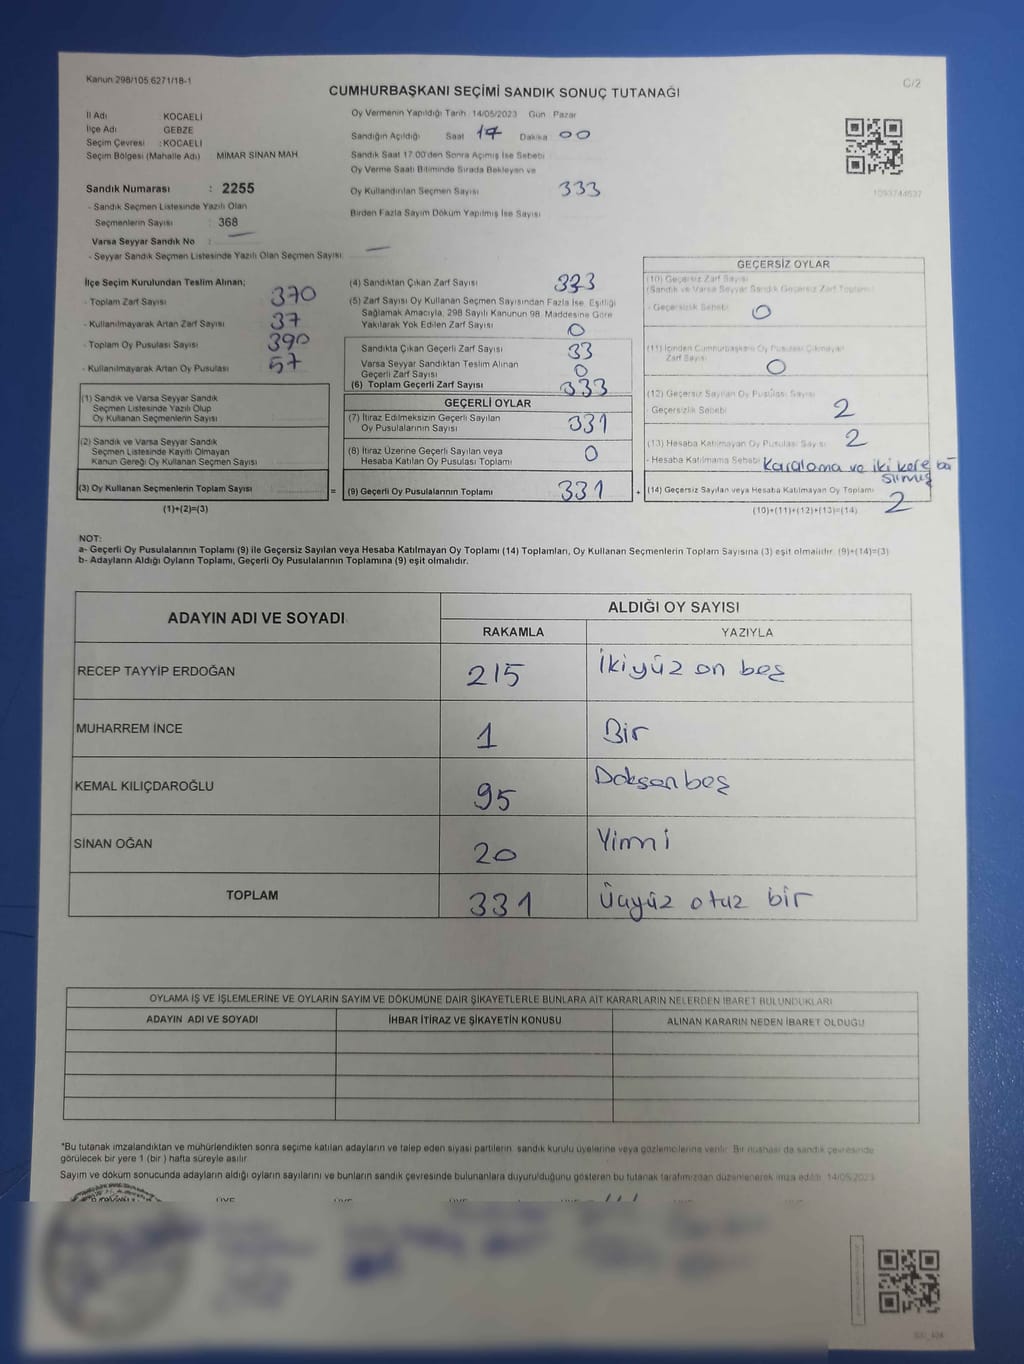 Kanun 298/105 6271/18-1
C/2
CUMHURBAŞKANI SEÇİMİ SANDIK SONUÇ TUTANAĞI
İl Adı : KOCAELİ
İlçe Adı GEBZE
Seçim Çevresi : KOCAELİ
Seçim Bölgesi (Mahalle Adı) MİMAR SİNAN MAH
Sandık Numarası : 2255
- Sandık Seçmen Listesinde Yazılı Olan
Seçmenlerin Sayısı : 368
Varsa Seyyar Sandık No : —
- Seyyar Sandık Seçmen Listesinde Yazılı Olan Seçmen Sayısı —
Oy Vermenin Yapıldığı Tarih 14/05/2023 Gün Pazar
Sandığın Açıldığı Saat 17 Dakika 00
Sandık Saat 17.00'den Sonra Açılmış İse Sebebi
Oy Verme Saati Bitiminde Sırada Bekleyen ve
Oy Kullandırılan Seçmen Sayısı 333
Birden Fazla Sayım Döküm Yapılmış İse Sayısı
1093744637
İlçe Seçim Kurulundan Teslim Alınan;
- Toplam Zarf Sayısı 370
- Kullanılmayarak Artan Zarf Sayısı 37
- Toplam Oy Pusulası Sayısı 390
- Kullanılmayarak Artan Oy Pusulası 57
(1) Sandık ve Varsa Seyyar Sandık
Seçmen Listesinde Yazılı Olup
Oy Kullanan Seçmenlerin Sayısı
(2) Sandık ve Varsa Seyyar Sandık
Seçmen Listesinde Kayıtlı Olmayan
Kanun Gereği Oy Kullanan Seçmen Sayısı
(3) Oy Kullanan Seçmenlerin Toplam Sayısı =
(1)+(2)=(3)
(4) Sandıktan Çıkan Zarf Sayısı 333
(5) Zarf Sayısı Oy Kullanan Seçmen Sayısından Fazla İse, Eşitliği
Sağlamak Amacıyla, 298 Sayılı Kanunun 98. Maddesine Göre
Yakılarak Yok Edilen Zarf Sayısı 0
Sandıkta Çıkan Geçerli Zarf Sayısı 33
Varsa Seyyar Sandıktan Teslim Alınan
Geçerli Zarf Sayısı 0
(6) Toplam Geçerli Zarf Sayısı 333
GEÇERLİ OYLAR
(7) İtiraz Edilmeksizin Geçerli Sayılan
Oy Pusulalarının Sayısı 331
(8) İtiraz Üzerine Geçerli Sayılan veya
Hesaba Katılan Oy Pusulası Toplamı 0
(9) Geçerli Oy Pusulalarının Toplamı 331 +
GEÇERSİZ OYLAR
(10) Geçersiz Zarf Sayısı
(Sandık ve Varsa Seyyar Sandık Geçersiz Zarf Toplamı)
- Geçersizlik Sebebi 0
(11) İçinden Cumhurbaşkanı Oy Pusulası Çıkmayan
Zarf Sayısı 0
(12) Geçersiz Sayılan Oy Pusulası Sayısı
Geçersizlik Sebebi 2
(13) Hesaba Katılmayan Oy Pusulası Sayısı 2
- Hesaba Katılmama Sebebi Karalama ve iki kere
(14) Geçersiz Sayılan veya Hesaba Katılmayan Oy Toplamı 2
(10)+(11)+(12)+(13)=(14)
NOT:
a- Geçerli Oy Pusulalarının Toplamı (9) ile Geçersiz Sayılan veya Hesaba Katılmayan Oy Toplamı (14) Toplamları, Oy Kullanan Seçmenlerin Toplam Sayısına (3) eşit olmalıdır. (9)+(14)=(3)
b- Adayların Aldığı Oyların Toplamı, Geçerli Oy Pusulalarının Toplamına (9) eşit olmalıdır.
ADAYIN ADI VE SOYADI ALDIĞI OY SAYISI
RAKAMLA YAZIYLA
RECEP TAYYİP ERDOĞAN 215 İkiyüz on beş
MUHARREM İNCE 1 Bir
KEMAL KILIÇDAROĞLU 95 Doksan beş
SİNAN OĞAN 20 Yirmi
TOPLAM 331 Üçyüz otuz bir
OYLAMA İŞ VE İŞLEMLERİNE VE OYLARIN SAYIM VE DÖKÜMÜNE DAİR ŞİKAYETLERLE BUNLARA AİT KARARLARIN NELERDEN İBARET BULUNDUKLARI
ADAYIN ADI VE SOYADI İHBAR İTİRAZ VE ŞİKAYETİN KONUSU ALINAN KARARIN NEDEN İBARET OLDUĞU
*Bu tutanak imzalandıktan ve mühürlendikten sonra seçime katılan adayların ve talep eden siyasi partilerin sandık kurulu üyelerine veya gözlemcilerine verilir. Bir nüshası da sandık çevresinde
görülecek bir yere 1 (bir) hafta süreyle asılır.
Sayım ve döküm sonucunda adayların aldığı oyların sayılarını ve bunların sandık çevresinde bulunanlara duyurulduğunu gösteren bu tutanak tarafımızdan düzenlenerek imza edildi. 14/05/2023